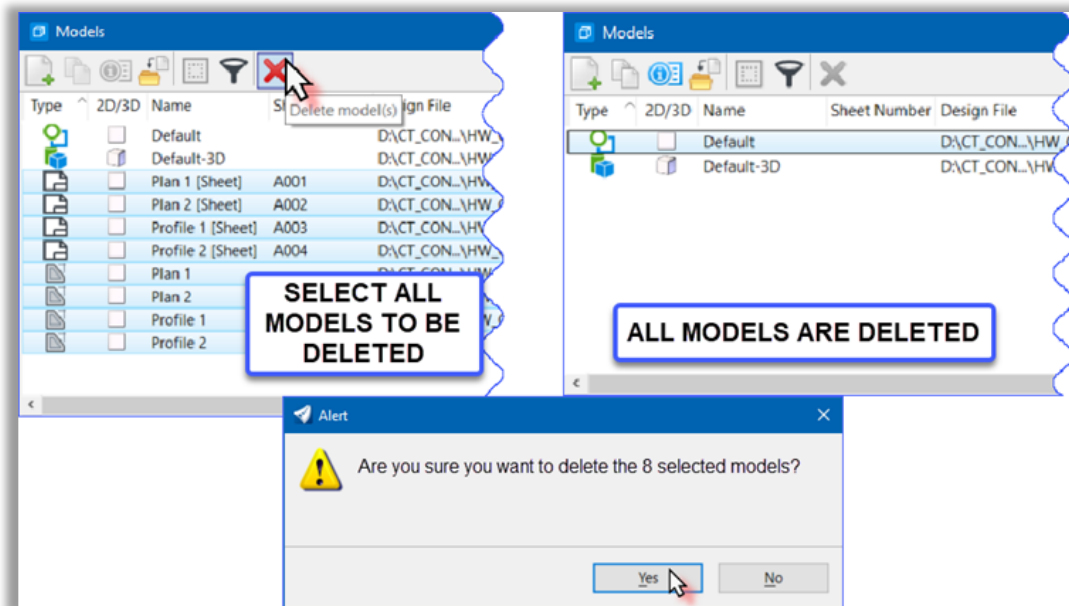 Models
Type 2D/3D Name Design File
Delete model(s)
Default D:\CT_CON...\HW_
Default-3D D:\CT_CON...\HW_
Plan 1 [Sheet] A001 D:\CT_CON...\HW_
Plan 2 [Sheet] A002 D:\CT_CON...\HW_
Profile 1 [Sheet] A003 D:\CT_CON...\HW_
Profile 2 [Sheet] A004 D:\CT_CON...\HW_
Plan 1 D:\CT_CON...\HW_
Plan 2
Profile 1
Profile 2
SELECT ALL
MODELS TO BE
DELETED
Models
Type 2D/3D Name Sheet Number Design File
Default D:\CT_CON...\HW_
Default-3D D:\CT_CON...\HW_
ALL MODELS ARE DELETED
Alert
Are you sure you want to delete the 8 selected models?
Yes No